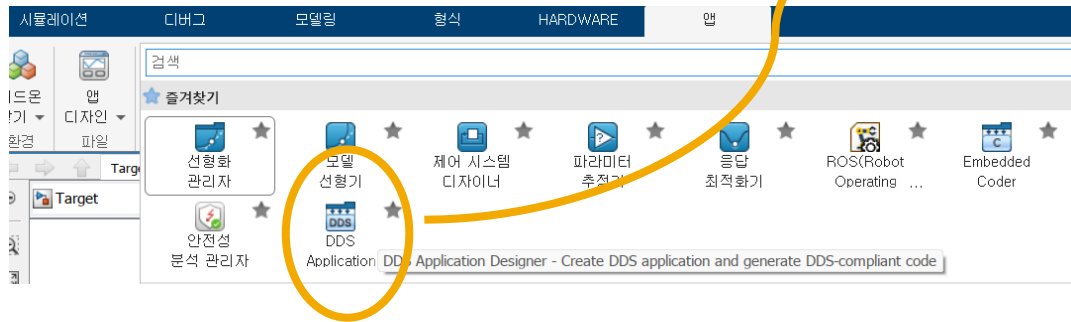 시뮬레이션 디버그 모델링 형식 HARDWARE 앱
검색
즐겨찾기
앱
디자인
환경 파일
선형화
관리자
모델
선형기
제어 시스템
디자이너
파라미터
추정기
응답
최적화기
ROS(Robot
Operating ...
Embedded
Coder
Target
안전성
분석 관리자
DDS
DDS
Application
DDS Application Designer - Create DDS application and generate DDS-compliant code